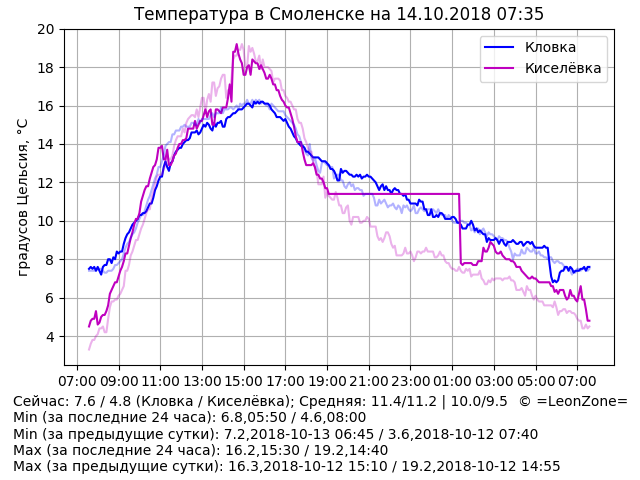 Температура в Смоленске на 14.10.2018 07:35
20
18
16
14
12
10
8
6
4
градусов Цельсия, °C
Кловка
Киселёвка
07:00 09:00 11:00 13:00 15:00 17:00 19:00 21:00 23:00 01:00 03:00 05:00 07:00
Сейчас: 7.6 / 4.8 (Кловка / Киселёвка); Средняя: 11.4/11.2 | 10.0/9.5 © =LeonZone=
Min (за последние 24 часа): 6.8,05:50 / 4.6,08:00
Min (за предыдущие сутки): 7.2,2018-10-13 06:45 / 3.6,2018-10-12 07:40
Max (за последние 24 часа): 16.2,15:30 / 19.2,14:40
Max (за предыдущие сутки): 16.3,2018-10-12 15:10 / 19.2,2018-10-12 14:55